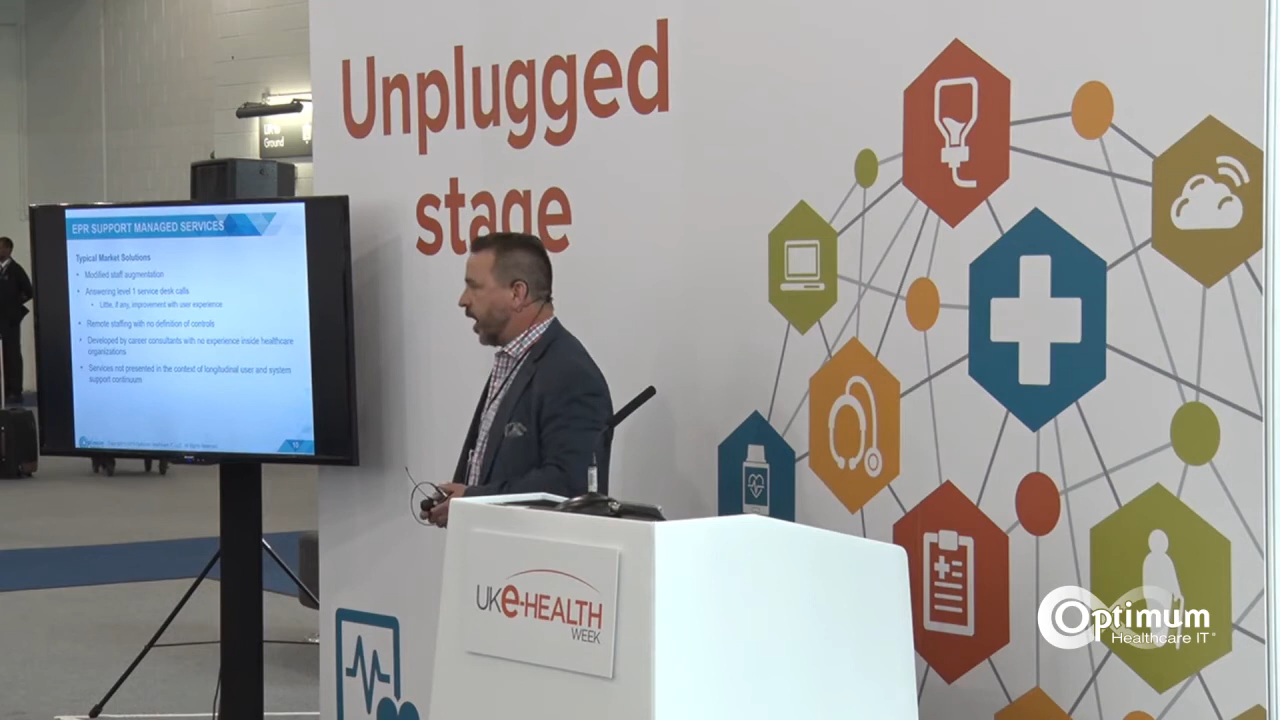 Unplugged
stage
Ground
EPR SUPPORT MANAGED SERVICES
Typical Market Solutions
• Modified staff augmentation
• Answering level 1 service desk calls
• Little, if any, improvement with user experience
• Remote staffing with no definition of controls
• Developed by career consultants with no experience inside healthcare
organizations
• Services not presented in the context of longitudinal user and system
support continuum
10
UK e-HEALTH
WEEK
Optimum
Healthcare IT